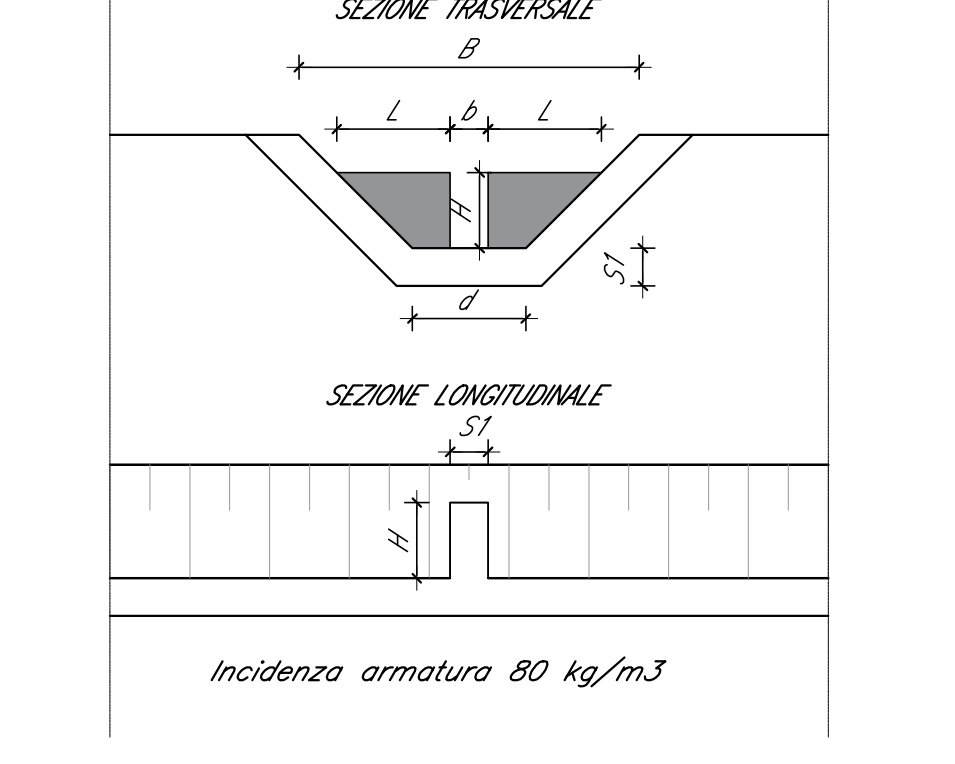 SEZIONE TRASVERSALE
B
L b L
H
S1
d
SEZIONE LONGITUDINALE
S1
H
Incidenza armatura 80 kg/m3